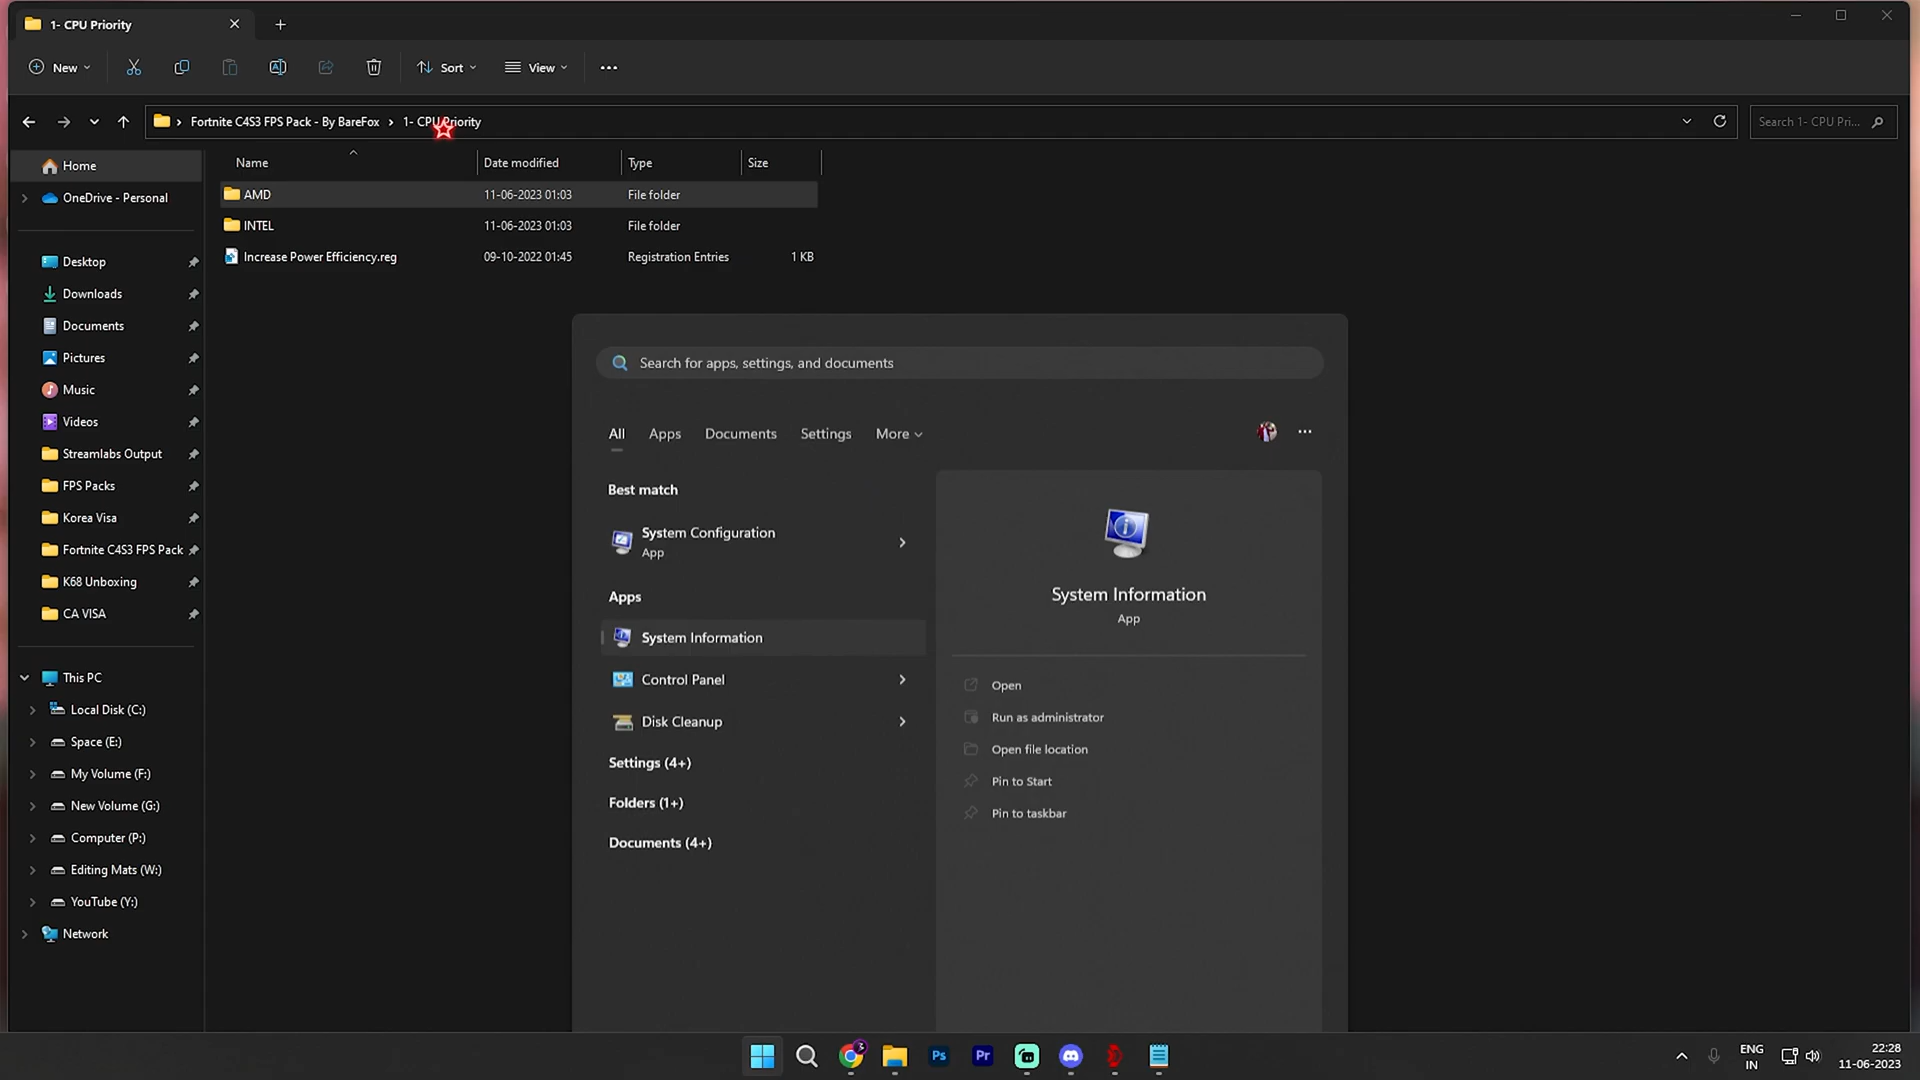 1- CPU Priority
New
Sort
View
Fortnite C4S3 FPS Pack - By BareFox
1- CPU Priority
Search 1- CPU Pri...
Name
Date modified
Type
Size
AMD
11-06-2023 01:03
File folder
INTEL
11-06-2023 01:03
File folder
Increase Power Efficiency.reg
09-10-2022 01:45
Registration Entries
1 KB
Home
OneDrive - Personal
Desktop
Downloads
Documents
Pictures
Music
Videos
Streamlabs Output
FPS Packs
Korea Visa
Fortnite C4S3 FPS Pack
K68 Unboxing
CA VISA
This PC
Local Disk (C:)
Space (E:)
My Volume (F:)
New Volume (G:)
Computer (P:)
Editing Mats (W:)
YouTube (Y:)
Network
Search for apps, settings, and documents
All
Apps
Documents
Settings
More
Best match
System Configuration
App
Apps
System Information
Control Panel
Disk Cleanup
Settings (4+)
Folders (1+)
Documents (4+)
System Information
App
Open
Run as administrator
Open file location
Pin to Start
Pin to taskbar
3
Ps
Pr
ENG
IN
22:28
11-06-2023